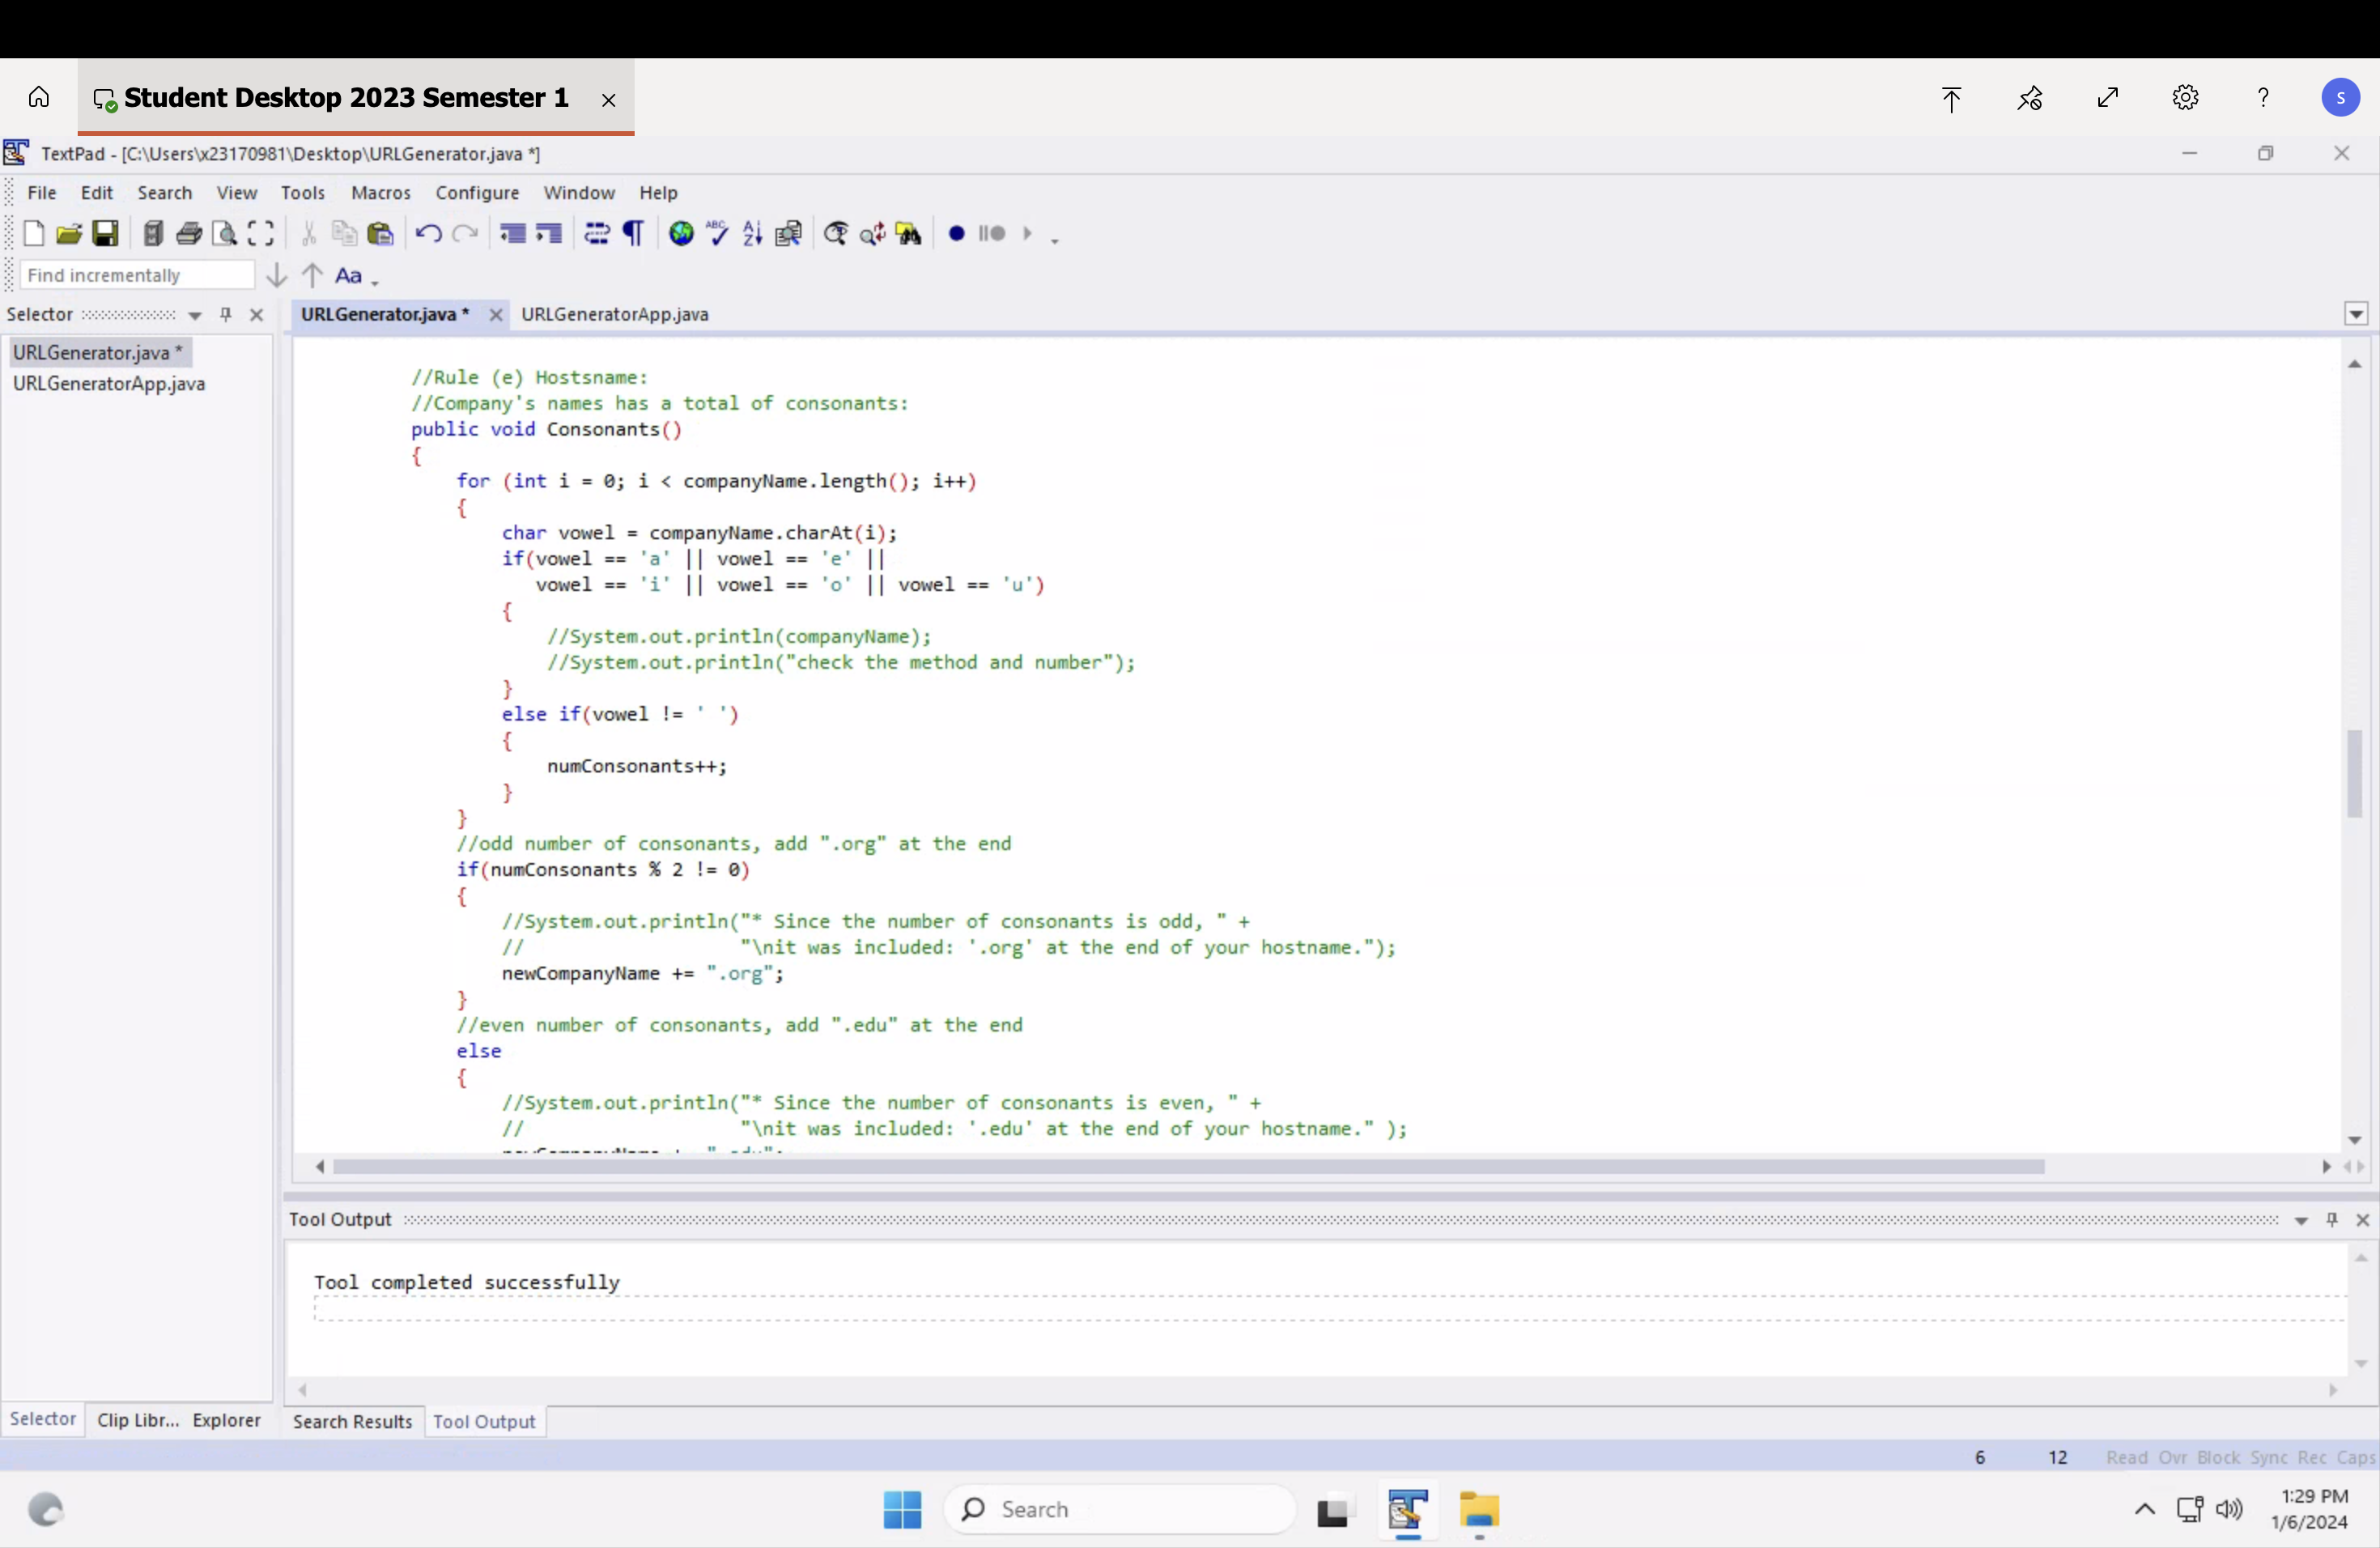 Student Desktop 2023 Semester 1
?
S
TextPad - [C:\Users\x23170981\Desktop\URLGenerator.java *]
File Edit Search View Tools Macros Configure Window Help
Find incrementally Aa
Selector
URLGenerator.java *
URLGeneratorApp.java
URLGenerator.java * URLGeneratorApp.java
//Rule (e) Hostsname:
//Company's names has a total of consonants:
public void Consonants()
{
for (int i = 0; i < companyName.length(); i++)
{
char vowel = companyName.charAt(i);
if(vowel == 'a' || vowel == 'e' ||
vowel == 'i' || vowel == 'o' || vowel == 'u')
{
//System.out.println(companyName);
//System.out.println("check the method and number");
}
else if(vowel != ' ')
{
numConsonants++;
}
}
//odd number of consonants, add ".org" at the end
if(numConsonants % 2 != 0)
{
//System.out.println("* Since the number of consonants is odd, " +
// "\nit was included: '.org' at the end of your hostname.");
newCompanyName += ".org";
}
//even number of consonants, add ".edu" at the end
else
{
//System.out.println("* Since the number of consonants is even, " +
// "\nit was included: '.edu' at the end of your hostname." );
Tool Output
Tool completed successfully
Selector Clip Libr... Explorer
Search Results Tool Output
6 12 Read Ovr Block Sync Rec Caps
Search
1:29 PM
1/6/2024